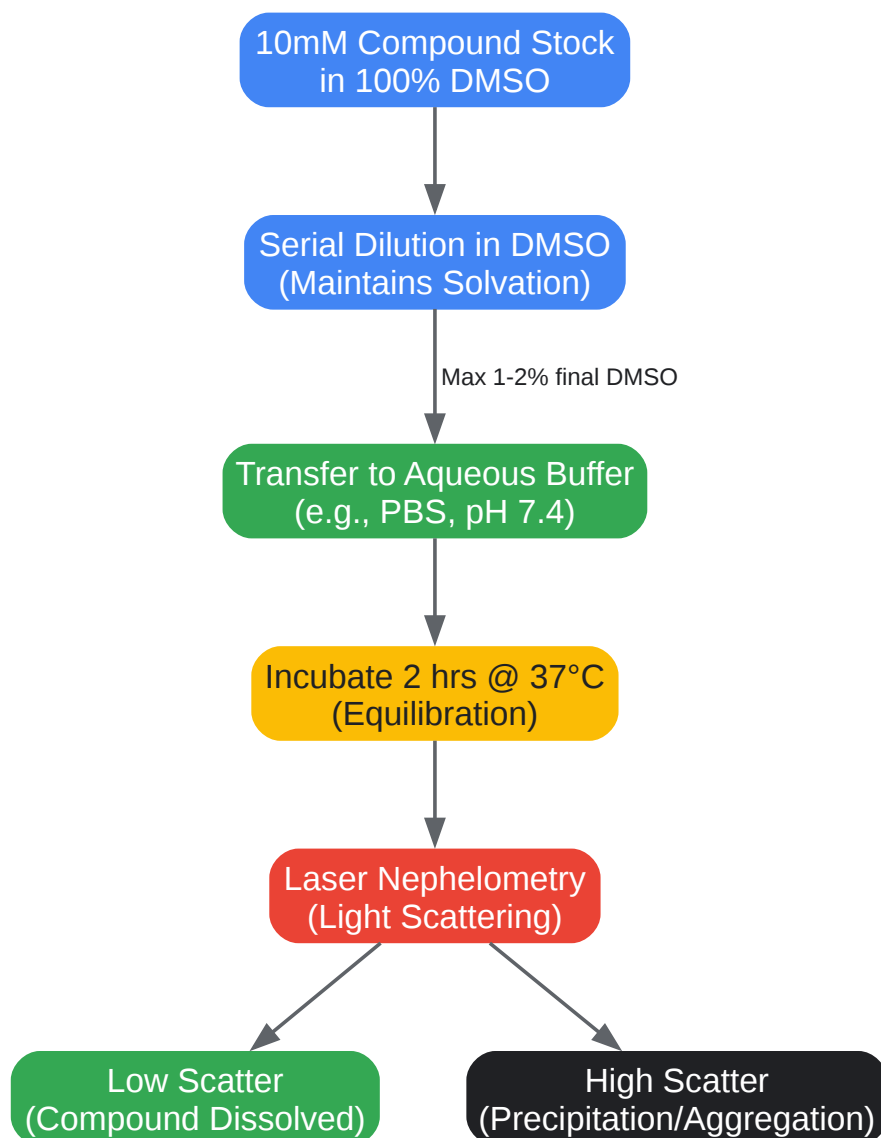 10mM Compound Stock
in 100% DMSO
Serial Dilution in DMSO
(Maintains Solvation)
Max 1-2% final DMSO
Transfer to Aqueous Buffer
(e.g., PBS, pH 7.4)
Incubate 2 hrs @ 37°C
(Equilibration)
Laser Nephelometry
(Light Scattering)
Low Scatter
(Compound Dissolved)
High Scatter
(Precipitation/Aggregation)